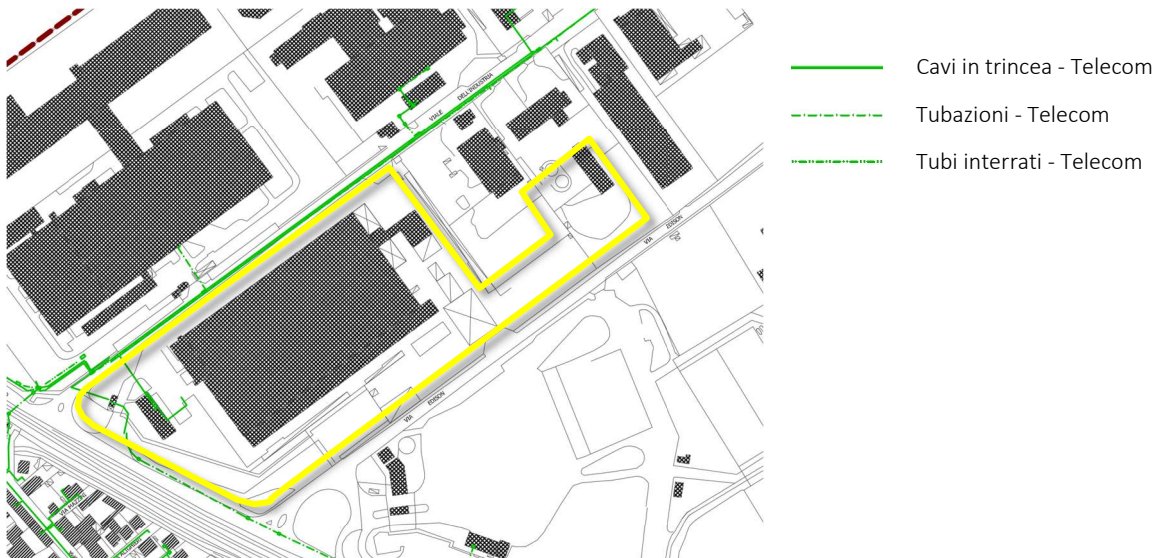 Cavi in trincea - Telecom
Tubazioni - Telecom
Tubi interrati - Telecom
VIALE DELL'INDUSTRIA
VIA EDISON
VIA EDISON